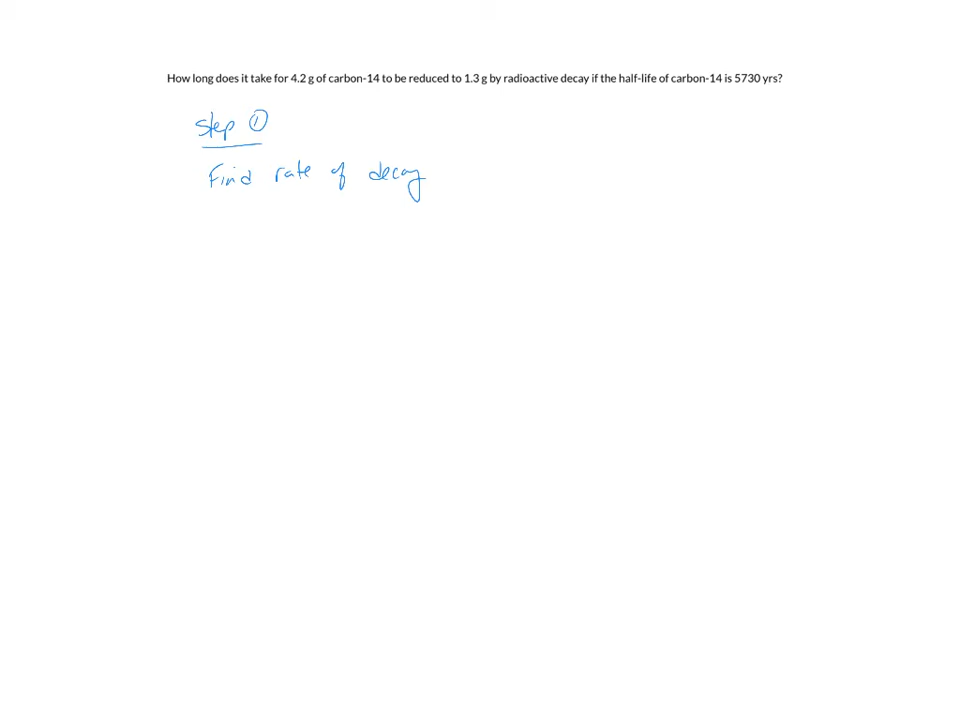 How long does it take for 4.2 g of carbon-14 to be reduced to 1.3 g by radioactive decay if the half-life of carbon-14 is 5730 yrs?
Step ①
Find rate of decay